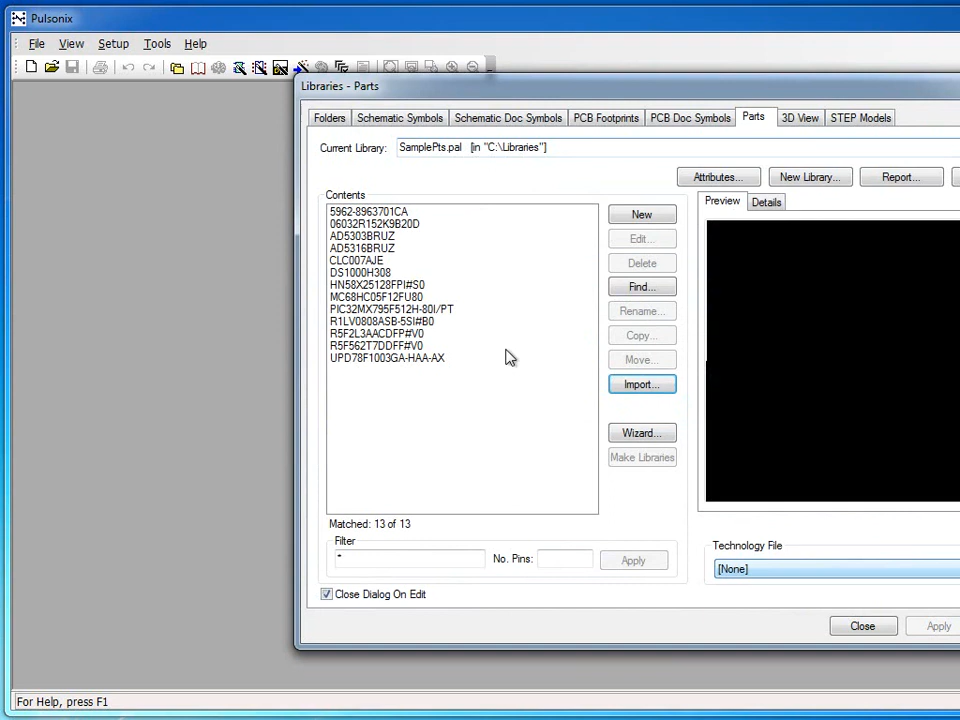 Pulsonix
File View Setup Tools Help
Libraries - Parts
Folders Schematic Symbols Schematic Doc Symbols PCB Footprints PCB Doc Symbols Parts 3D View STEP Models
Current Library: SamplePts.pal [in "C:\Libraries"]
Attributes... New Library... Report...
Contents
Preview Details
5962-8963701CA
06032R152K9B20D
AD5303BRUZ
AD5316BRUZ
CLC007AJE
DS1000H308
HN58X25128FPI#S0
MC68HC05F12FU80
PIC32MX795F512H-80I/PT
R1LV0808ASB-5SI#B0
R5F2L3AACDFP#V0
R5F562T7DDFF#V0
UPD78F1003GA-HAA-AX
New
Edit...
Delete
Find...
Rename...
Copy...
Move...
Import...
Wizard...
Make Libraries
Matched: 13 of 13
Filter
* No. Pins: Apply
Technology File
[None]
Close Dialog On Edit
Close Apply
For Help, press F1